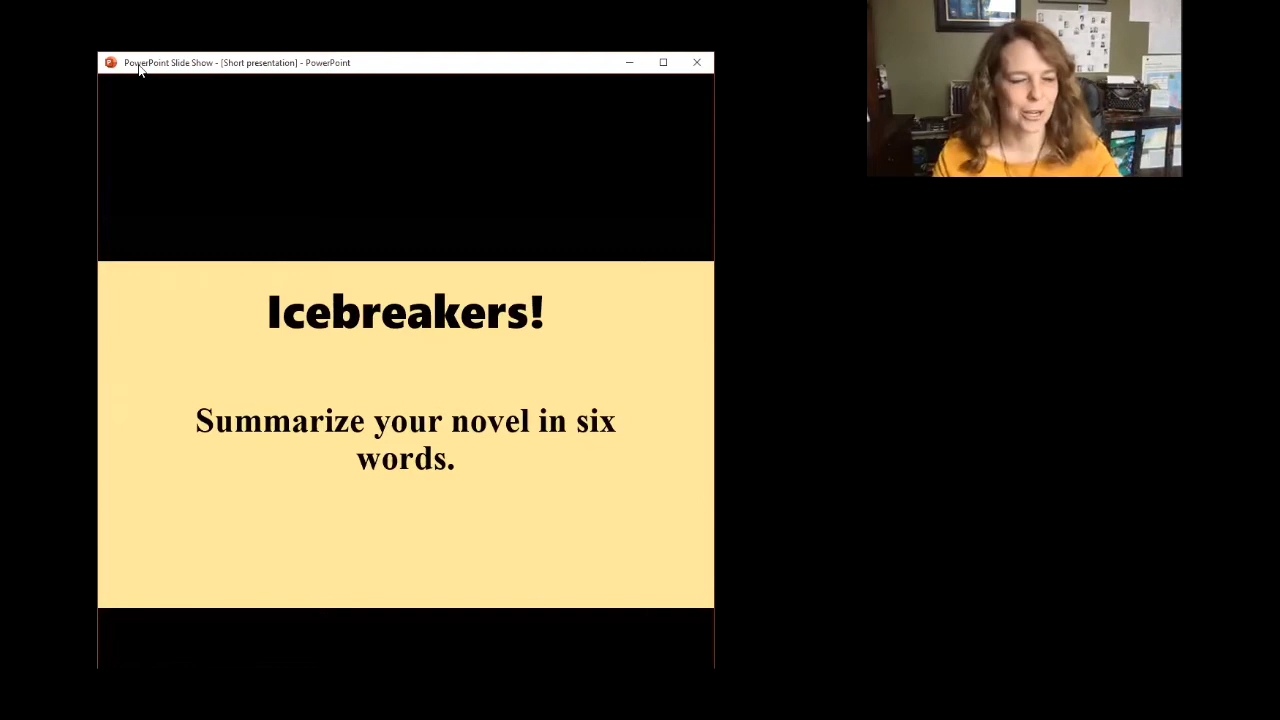 PowerPoint Slide Show - [Short presentation] - PowerPoint
Icebreakers!
Summarize your novel in six
words.